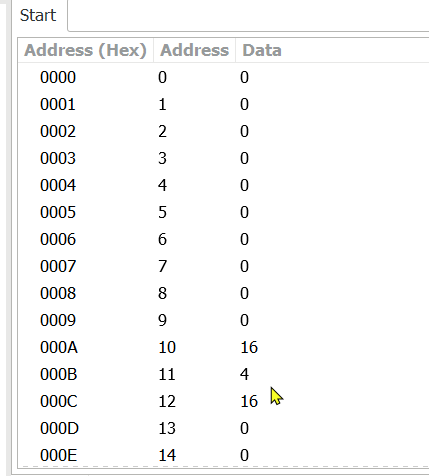 Start
Address (Hex) Address Data
0000 0 0
0001 1 0
0002 2 0
0003 3 0
0004 4 0
0005 5 0
0006 6 0
0007 7 0
0008 8 0
0009 9 0
000A 10 16
000B 11 4
000C 12 16
000D 13 0
000E 14 0